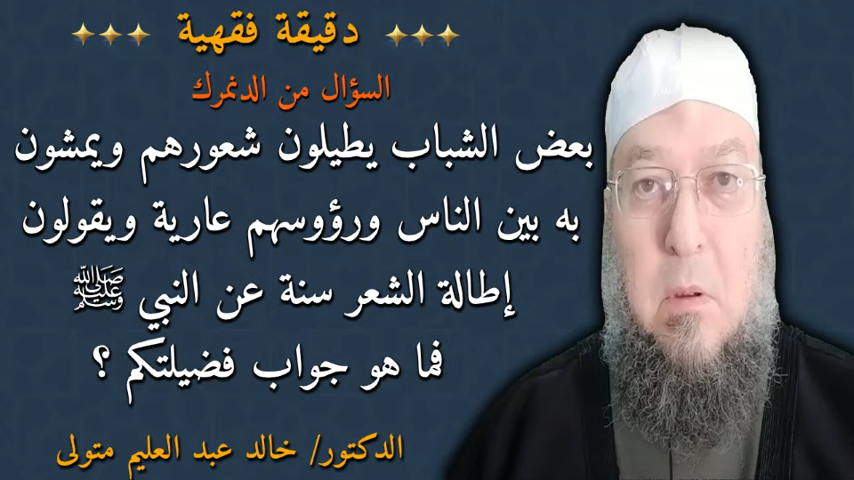 دقيقة فقهية
السؤال من الدنمرك
بعض الشباب يطيلون شعورهم ويمشون
به بين الناس ورؤوسهم عارية ويقولون
إطالة الشعر سنة عن النبي ﷺ
فما هو جواب فضيلتكم ؟
الدكتور/ خالد عبد العليم متولى